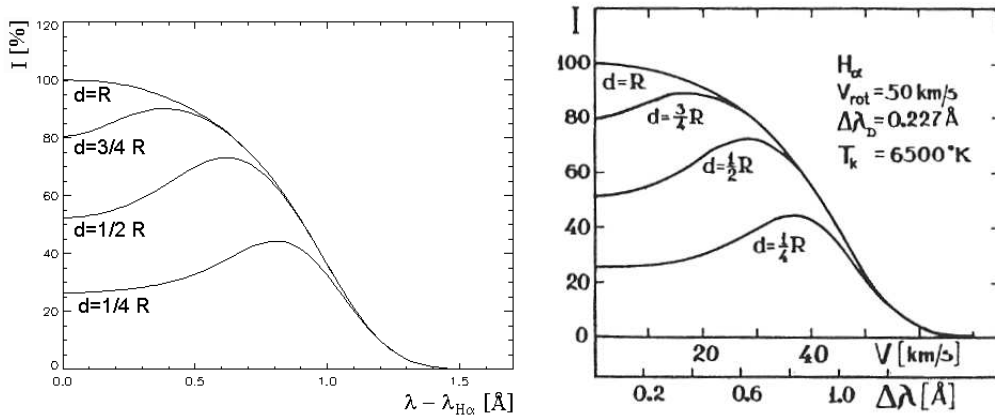 I [%]
120
100
80
60
40
20
0
d=R
d=3/4 R
d=1/2 R
d=1/4 R
0.0
0.5
1.0
1.5
λ − λHα [Å]
I
100
80
60
40
20
0
d=R
d=3/4R
d=1/2R
d=1/4R
Hα
Vrot=50 km/s
ΔλD=0.227Å
Tk = 6500°K
20
40
V [km/s]
0.2
0.6
1.0
Δλ[Å]